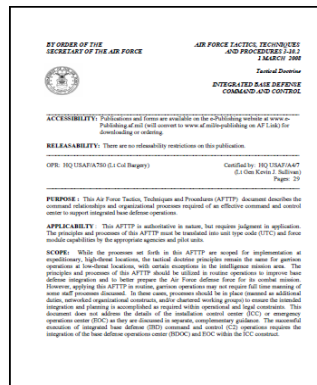 BY ORDER OF THE
SECRETARY OF THE AIR FORCE
AIR FORCE TACTICS, TECHNIQUES
AND PROCEDURES 3-10.2
1 MARCH 2008
Tactical Doctrine
INTEGRATED BASE DEFENSE
COMMAND AND CONTROL
ACCESSIBILITY: Publications and forms are available on the e-Publishing website at www.e-
Publishing.af.mil (will convert to www.af.mil/e-publishing on AF Link) for
downloading or ordering.
RELEASABILITY: There are no releasability restrictions on this publication.
OPR: HQ USAF/A7SO (Lt Col Bargery)
Certified by: HQ USAF/A4/7
(Lt Gen Kevin J. Sullivan)
Pages: 29
PURPOSE : This Air Force Tactics, Techniques and Procedures (AFTTP) document describes the
command relationships and organizational processes required of an effective command and control
center to support integrated base defense operations.
APPLICABILITY : This AFTTP is authoritative in nature, but requires judgment in application.
The principles and processes of this AFTTP must be translated into unit type code (UTC) and force
module capabilities by the appropriate agencies and pilot units.
SCOPE: While the processes set forth in this AFTTP are scoped for implementation at
expeditionary, high-threat locations, the tactical doctrine principles remain the same for garrison
operations at low-threat locations, with certain exceptions in the intelligence mission area. The
principles and processes of this AFTTP should be utilized in routine operations to improve base
defense integration and to better prepare the Air Force defense force for its combat mission.
However, applying this AFTTP in routine, garrison operations may not require full time manning of
some staff processes discussed. In these cases, processes should be in place (manned as additional
duties, networked organizational constructs, and/or chartered working groups) to ensure the intended
integration and planning is accomplished as required within operational and legal constraints. This
document does not address the details of the installation control center (ICC) or emergency
operations center (EOC) as they are discussed in separate, complementary guidance. The successful
execution of integrated base defense (IBD) command and control (C2) operations requires the
integration of the base defense operations center (BDOC) and EOC within the ICC construct.